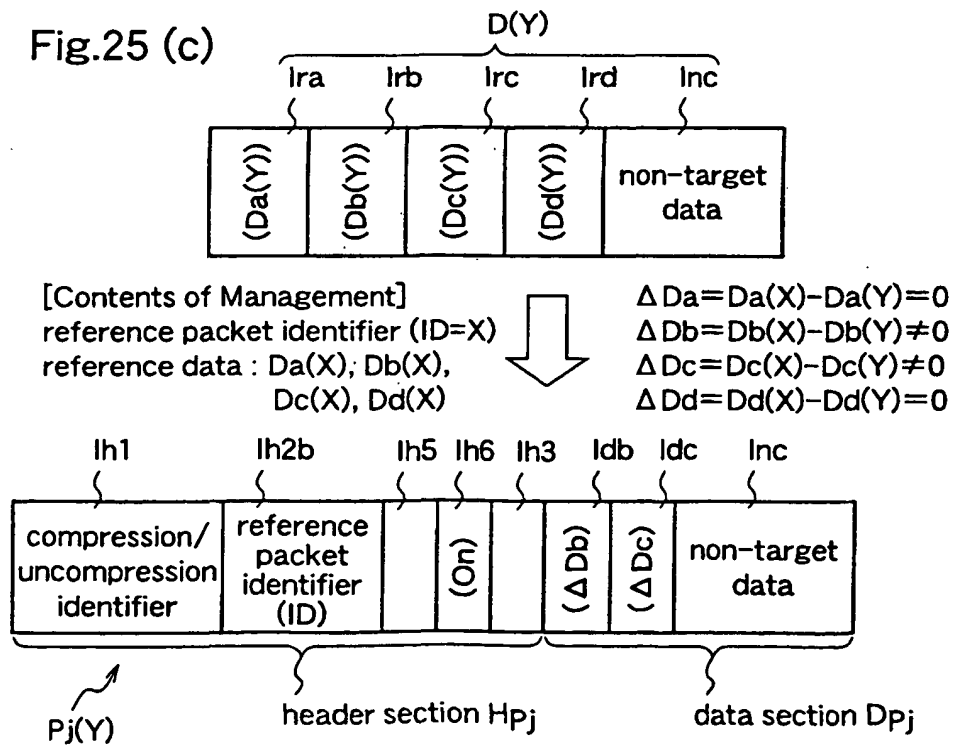 Fig.25 (c)
D(Y)
Ira Irb Irc Ird Inc
(Da(Y)) (Db(Y)) (Dc(Y)) (Dd(Y)) non-target
data
[Contents of Management]
reference packet identifier (ID=X)
reference data : Da(X), Db(X),
Dc(X), Dd(X)
ΔDa=Da(X)-Da(Y)=0
ΔDb=Db(X)-Db(Y)≠0
ΔDc=Dc(X)-Dc(Y)≠0
ΔDd=Dd(X)-Dd(Y)=0
Ih1 Ih2b Ih5 Ih6 Ih3 Idb Idc Inc
compression/
uncompression
identifier
reference
packet
identifier
(ID)
(On)
(ΔDb)
(ΔDc)
non-target
data
Pj(Y)
header section HPj
data section DPj